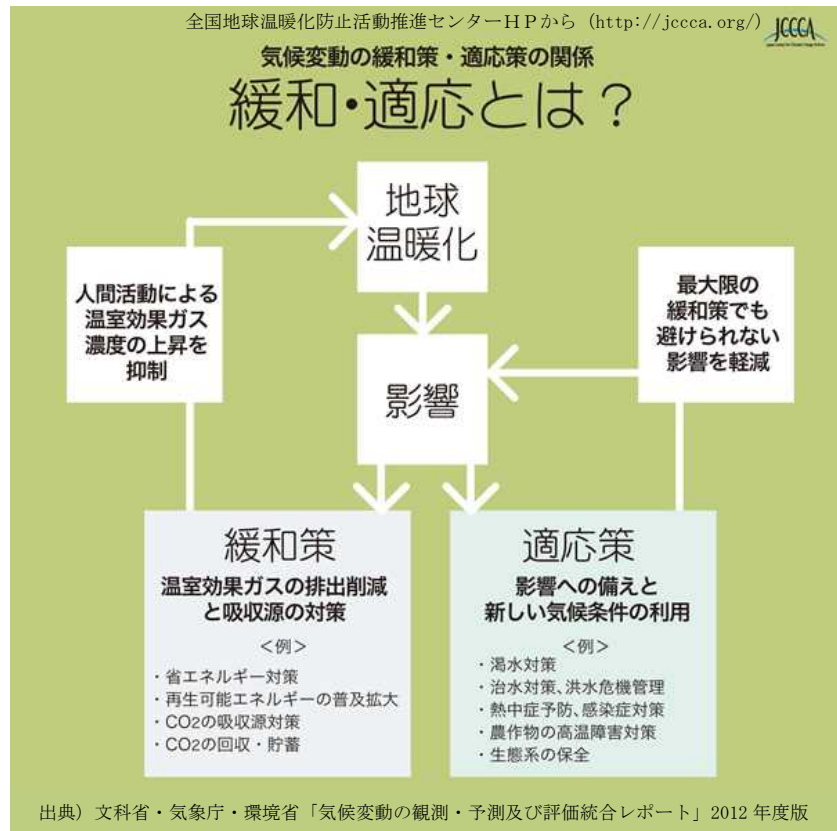 全国地球温暖化防止活動推進センターＨＰから（http://jccca.org/）
JCCCA
気候変動の緩和策・適応策の関係
緩和・適応とは？
地球
温暖化
人間活動による
温室効果ガス
濃度の上昇を
抑制
最大限の
緩和策でも
避けられない
影響を軽減
影響
緩和策
温室効果ガスの排出削減
と吸収源の対策
＜例＞
・省エネルギー対策
・再生可能エネルギーの普及拡大
・CO2の吸収源対策
・CO2の回収・貯蓄
適応策
影響への備えと
新しい気候条件の利用
＜例＞
・渇水対策
・治水対策、洪水危機管理
・熱中症予防、感染症対策
・農作物の高温障害対策
・生態系の保全
出典）文科省・気象庁・環境省「気候変動の観測・予測及び評価統合レポート」2012 年度版